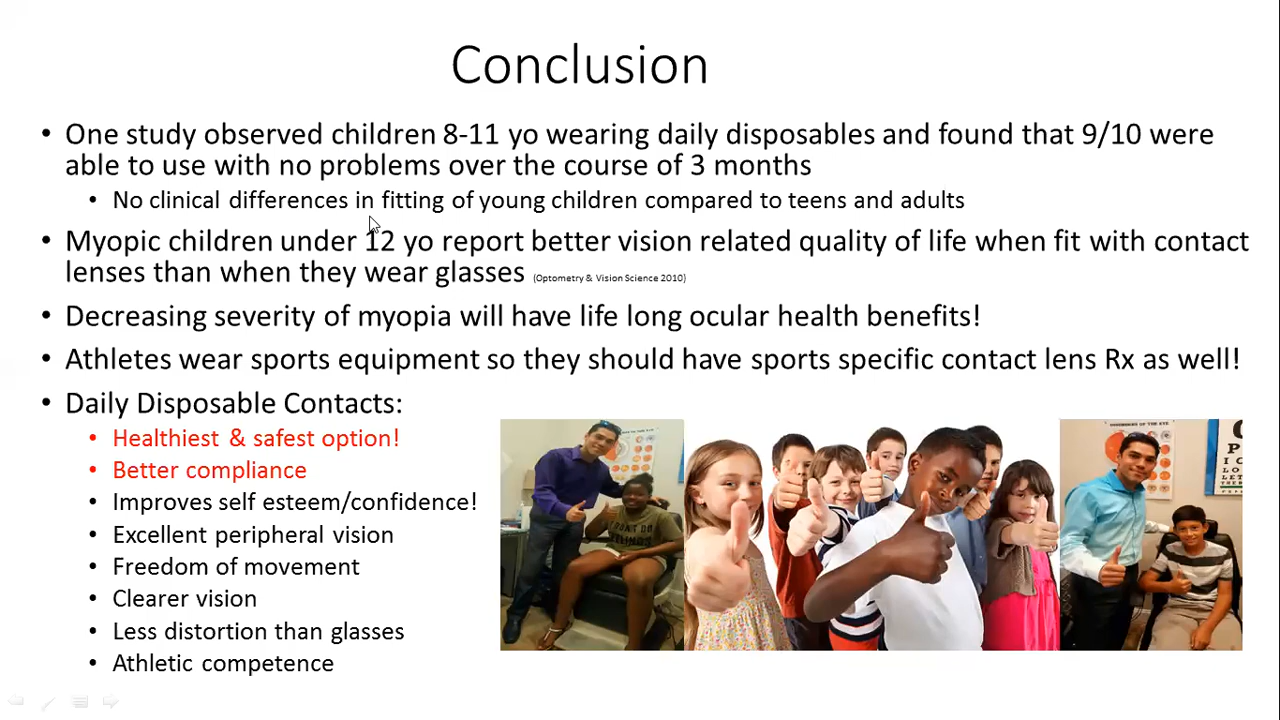 Conclusion
• One study observed children 8-11 yo wearing daily disposables and found that 9/10 were
able to use with no problems over the course of 3 months
• No clinical differences in fitting of young children compared to teens and adults
• Myopic children under 12 yo report better vision related quality of life when fit with contact
lenses than when they wear glasses (Optometry & Vision Science 2010)
• Decreasing severity of myopia will have life long ocular health benefits!
• Athletes wear sports equipment so they should have sports specific contact lens Rx as well!
• Daily Disposable Contacts:
• Healthiest & safest option!
• Better compliance
• Improves self esteem/confidence!
• Excellent peripheral vision
• Freedom of movement
• Clearer vision
• Less distortion than glasses
• Athletic competence